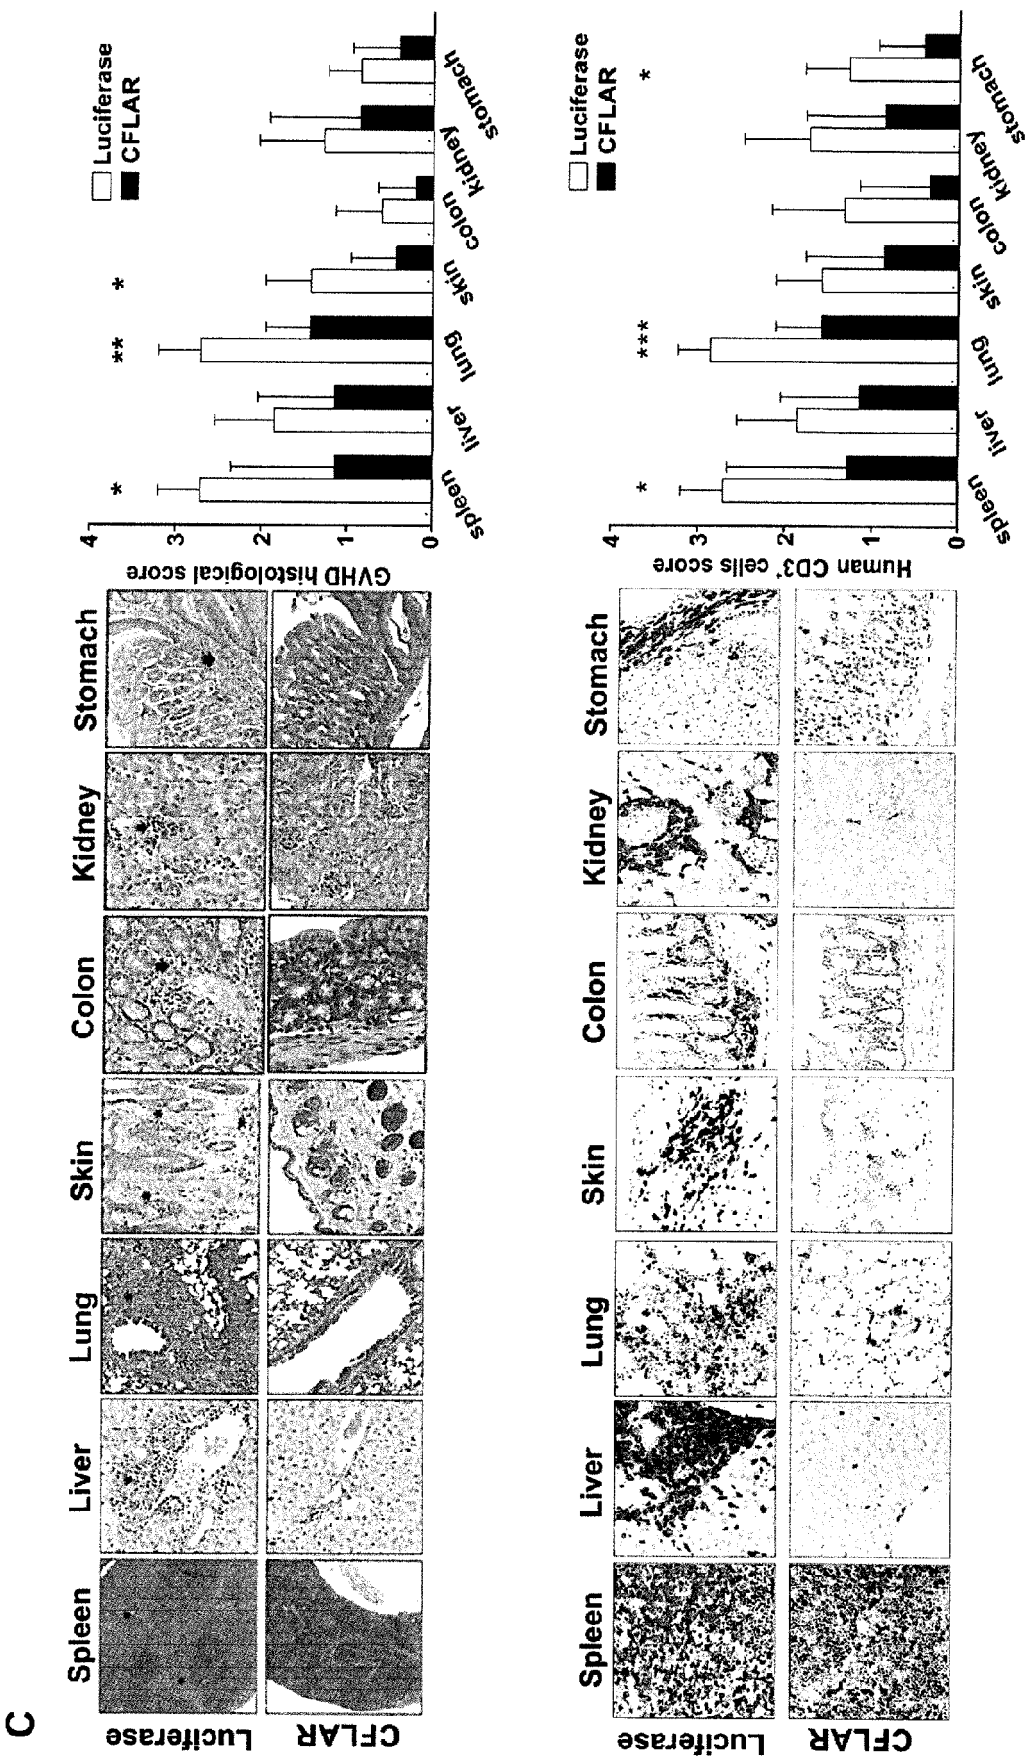 C
Spleen Liver Lung Skin Colon Kidney Stomach
Luciferase
CFLAR
GVHD histological score
4
3
2
1
0
spleen liver lung skin colon kidney stomach
* ** *
Luciferase
CFLAR
Spleen Liver Lung Skin Colon Kidney Stomach
Luciferase
CFLAR
Human CD3⁺ cells score
4
3
2
1
0
spleen liver lung skin colon kidney stomach
* *** *
Luciferase
CFLAR